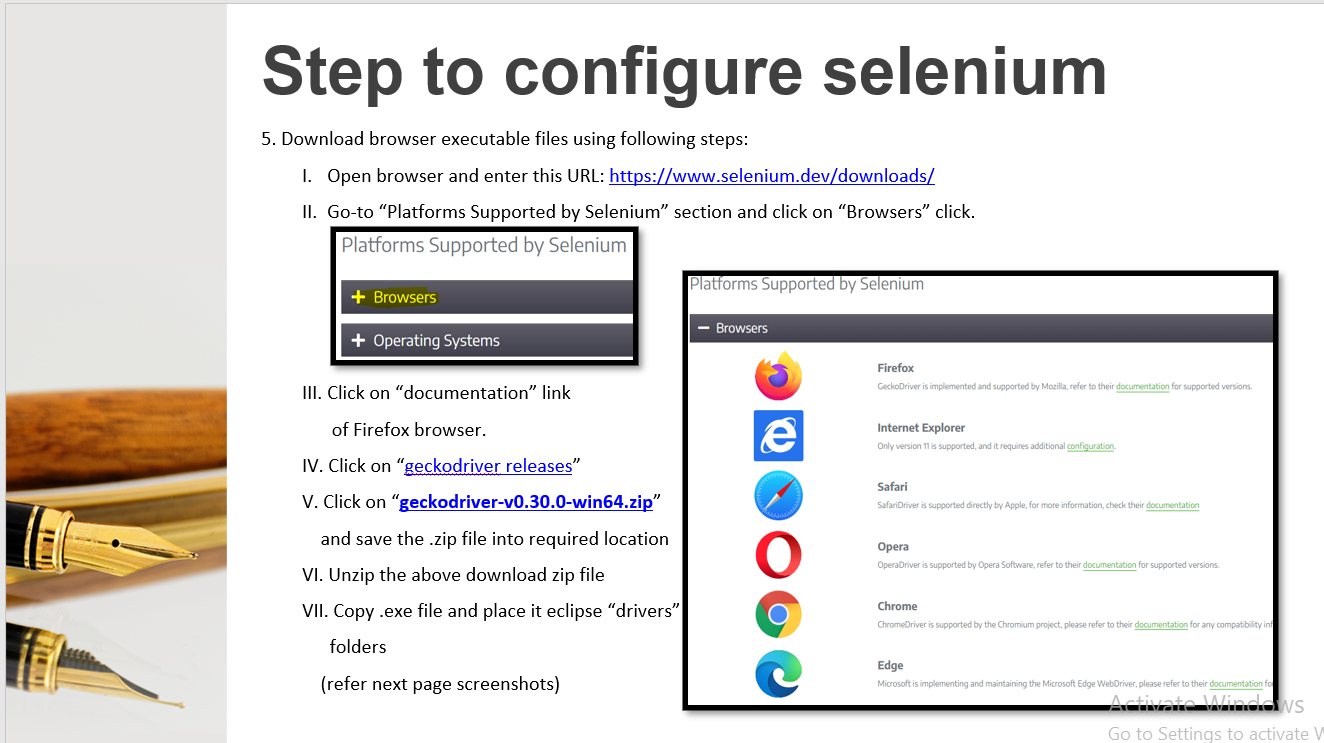 Step to configure selenium
5. Download browser executable files using following steps:
I. Open browser and enter this URL: https://www.selenium.dev/downloads/
II. Go-to “Platforms Supported by Selenium” section and click on “Browsers” click.
Platforms Supported by Selenium
+ Browsers
+ Operating Systems
III. Click on “documentation” link
of Firefox browser.
IV. Click on “geckodriver releases”
V. Click on “geckodriver-v0.30.0-win64.zip”
and save the .zip file into required location
VI. Unzip the above download zip file
VII. Copy .exe file and place it eclipse “drivers”
folders
(refer next page screenshots)
Platforms Supported by Selenium
− Browsers
Firefox
GeckoDriver is implemented and supported by Mozilla, refer to their documentation for supported versions.
Internet Explorer
Only version 11 is supported, and it requires additional configuration.
Safari
SafariDriver is supported directly by Apple, for more information, check their documentation
Opera
OperaDriver is supported by Opera Software, refer to their documentation for supported versions.
Chrome
ChromeDriver is supported by the Chromium project, please refer to their documentation for any compatibility inf
Edge
Microsoft is implementing and maintaining the Microsoft Edge WebDriver, please refer to their documentation fo
Activate Windows
Go to Settings to activate W